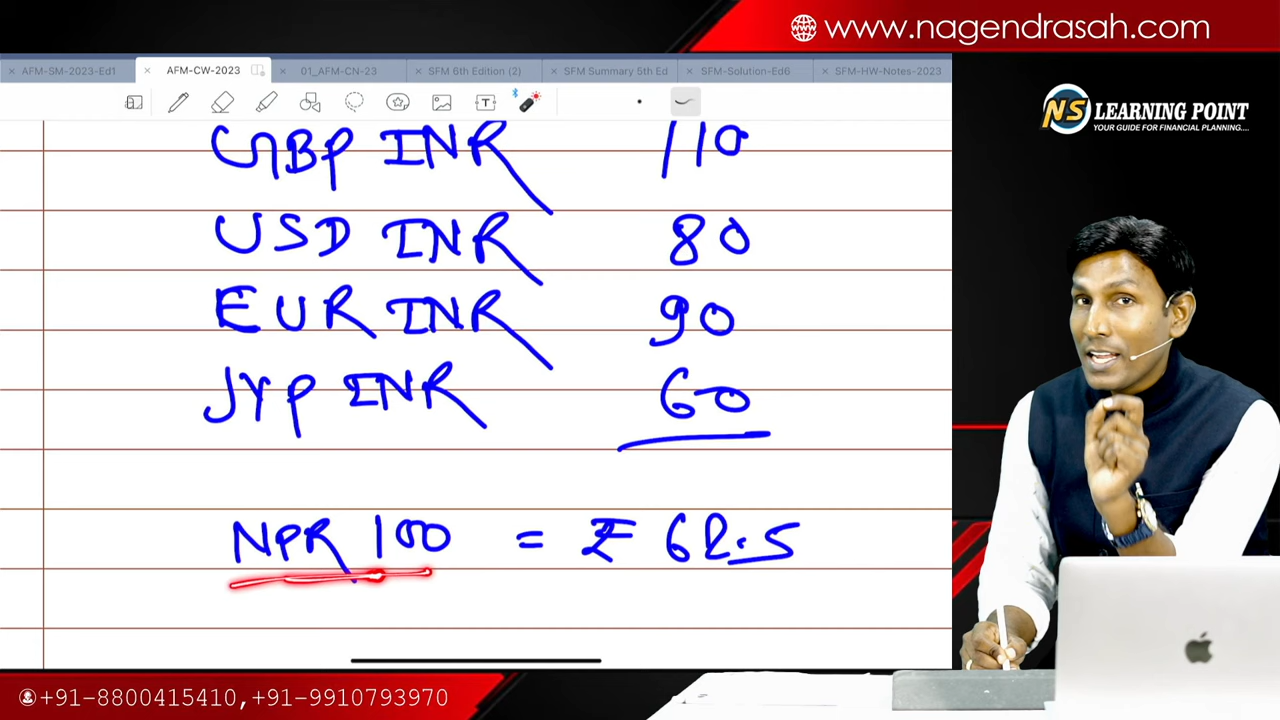 www.nagendrasah.com
AFM-SM-2023-Ed1
AFM-CW-2023
01_AFM-CN-23
SFM 6th Edition (2)
SFM Summary 5th Ed
SFM-Solution-Ed6
SFM-HW-Notes-2023
NS LEARNING POINT
YOUR GUIDE FOR FINANCIAL PLANNING....
GBP INR 110
USD INR 80
EUR INR 90
JYP INR 60
NPR 100 = ₹ 62.5
+91-8800415410,+91-9910793970